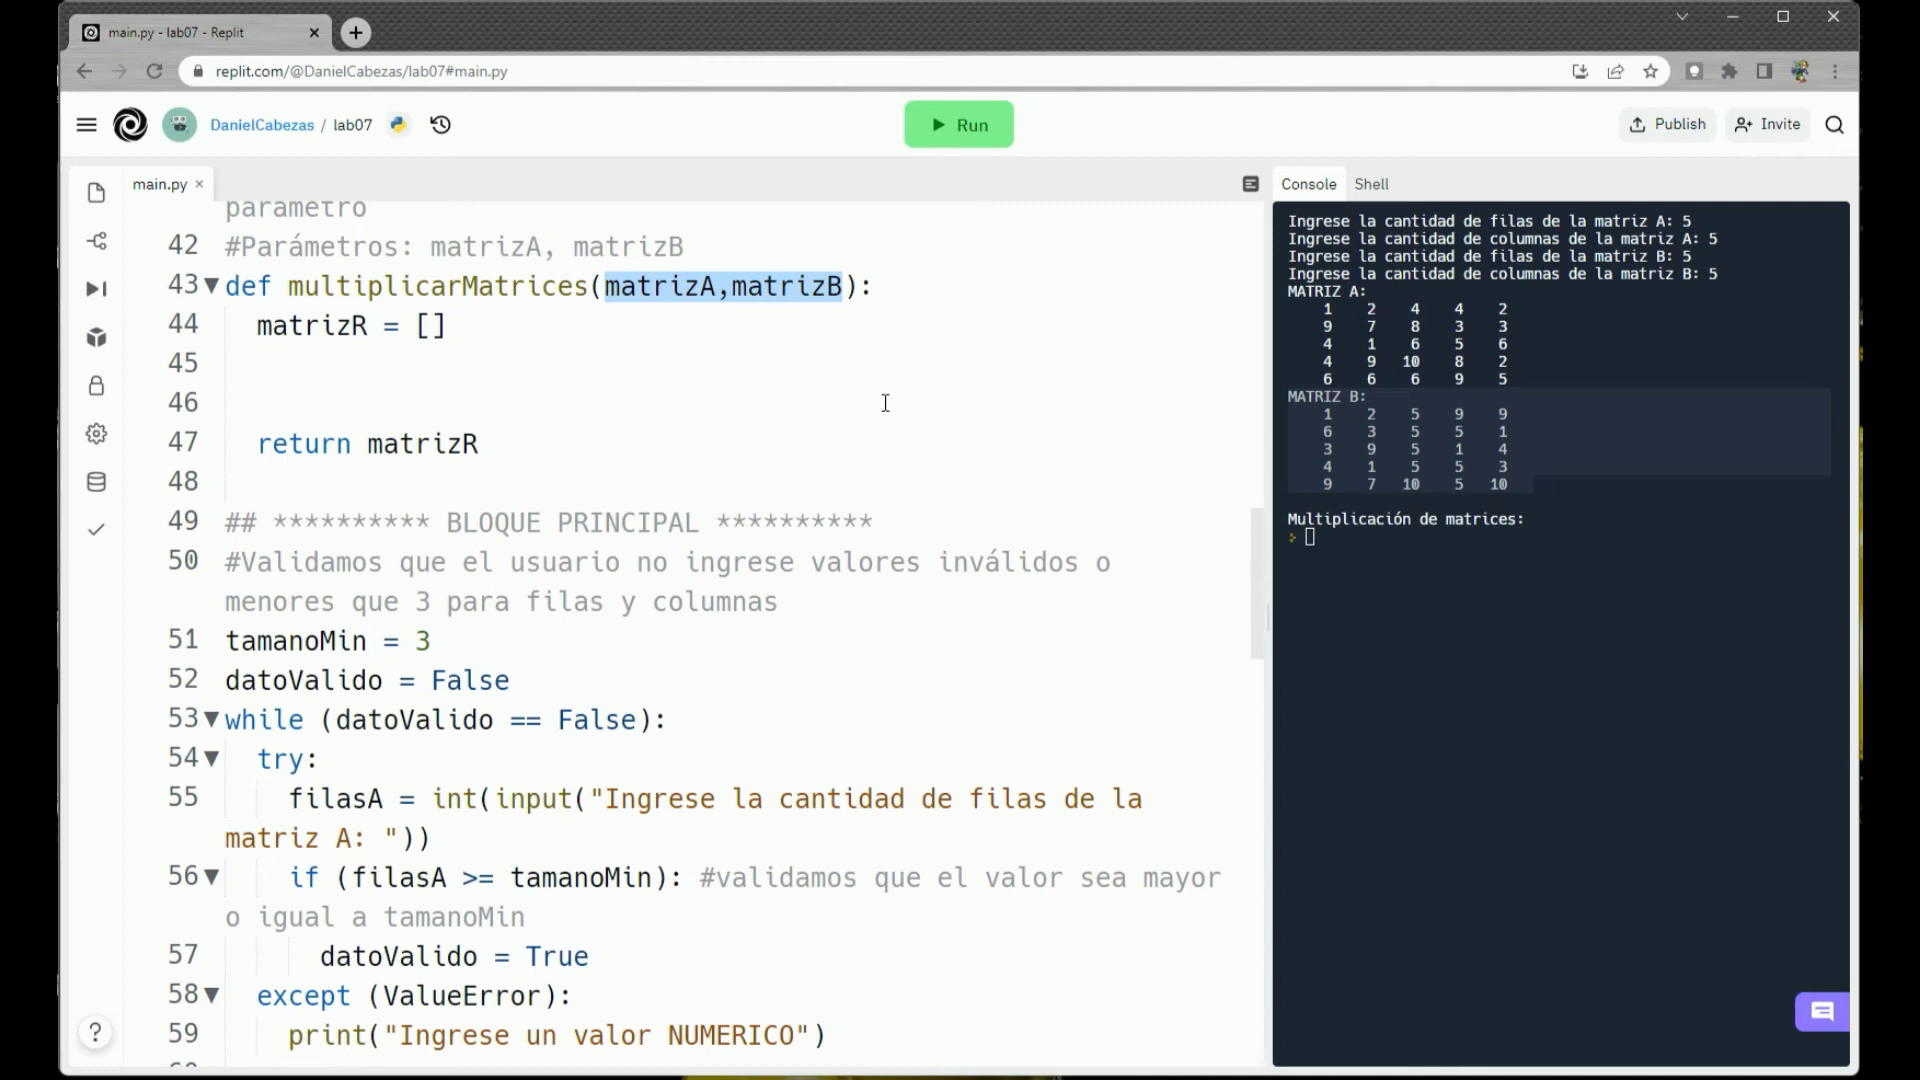 main.py - lab07 - Replit
replit.com/@DanielCabezas/lab07#main.py
DanielCabezas / lab07
Run
Publish
Invite
main.py
Console
Shell
parametro
42 #Parámetros: matrizA, matrizB
43 def multiplicarMatrices(matrizA,matrizB):
44 matrizR = []
45
46
47 return matrizR
48
49 ## ********** BLOQUE PRINCIPAL **********
50 #Validamos que el usuario no ingrese valores inválidos o
menores que 3 para filas y columnas
51 tamanoMin = 3
52 datoValido = False
53 while (datoValido == False):
54 try:
55 filasA = int(input("Ingrese la cantidad de filas de la
matriz A: "))
56 if (filasA >= tamanoMin): #validamos que el valor sea mayor
o igual a tamanoMin
57 datoValido = True
58 except (ValueError):
59 print("Ingrese un valor NUMERICO")
?
Ingrese la cantidad de filas de la matriz A: 5
Ingrese la cantidad de columnas de la matriz A: 5
Ingrese la cantidad de filas de la matriz B: 5
Ingrese la cantidad de columnas de la matriz B: 5
MATRIZ A:
1 2 4 4 2
9 7 8 3 3
4 1 6 5 6
4 9 10 8 2
6 6 6 9 5
MATRIZ B:
1 2 5 9 9
6 3 5 5 1
3 9 5 1 4
4 1 5 5 3
9 7 10 5 10
Multiplicación de matrices: